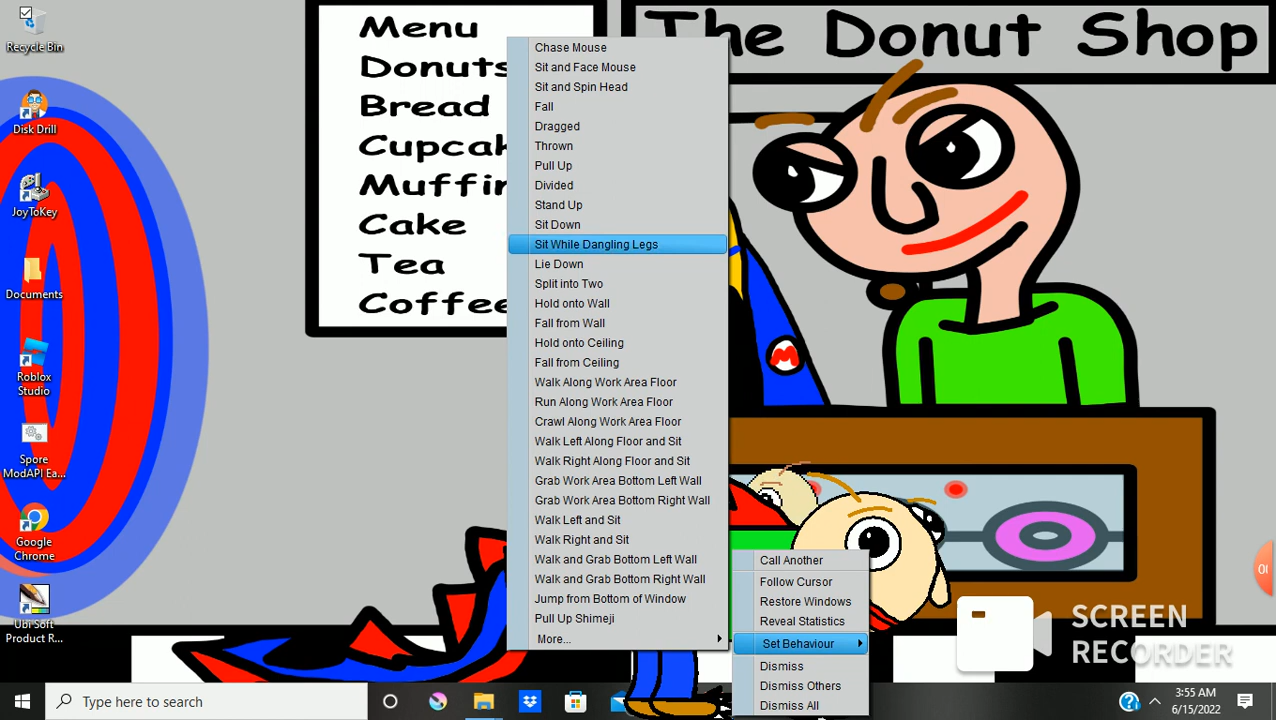 Recycle Bin
Disk Drill
JoyToKey
Documents
Roblox
Studio
Spore
ModAPI Ea...
Google
Chrome
Ubi Soft
Product R...
Menu
Donuts
Bread
Cupcak
Muffin
Cake
Tea
Coffee
The Donut Shop
M
Chase Mouse
Sit and Face Mouse
Sit and Spin Head
Fall
Dragged
Thrown
Pull Up
Divided
Stand Up
Sit Down
Sit While Dangling Legs
Lie Down
Split into Two
Hold onto Wall
Fall from Wall
Hold onto Ceiling
Fall from Ceiling
Walk Along Work Area Floor
Run Along Work Area Floor
Crawl Along Work Area Floor
Walk Left Along Floor and Sit
Walk Right Along Floor and Sit
Grab Work Area Bottom Left Wall
Grab Work Area Bottom Right Wall
Walk Left and Sit
Walk Right and Sit
Walk and Grab Bottom Left Wall
Walk and Grab Bottom Right Wall
Jump from Bottom of Window
Pull Up Shimeji
More...
Call Another
Follow Cursor
Restore Windows
Reveal Statistics
Set Behaviour
Dismiss
Dismiss Others
Dismiss All
SCREEN
RECORDER
Type here to search
3:55 AM
6/15/2022